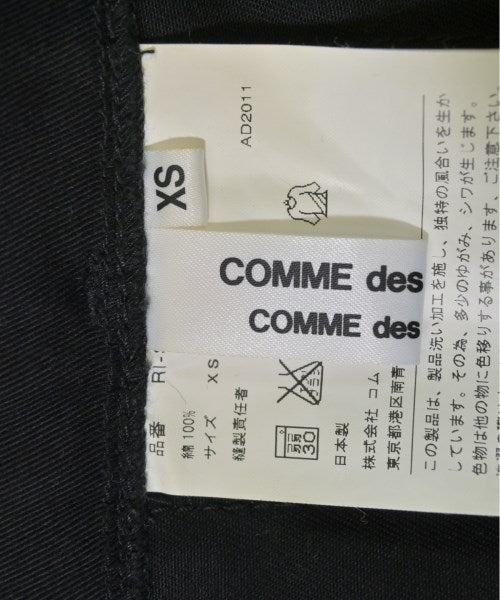 XS
COMME des
COMME des
AD2011
品番 RI-
綿100%
サイズ XS
縫製責任者
30
日本製
株式会社 コム
東京都港区南青
この製品は、製品洗い加工を施し、独特の風合いを生か
しています。その為、多少のゆがみ、シワが生じます。
色物は他の物に色移りする事があります、ご注意下さい。